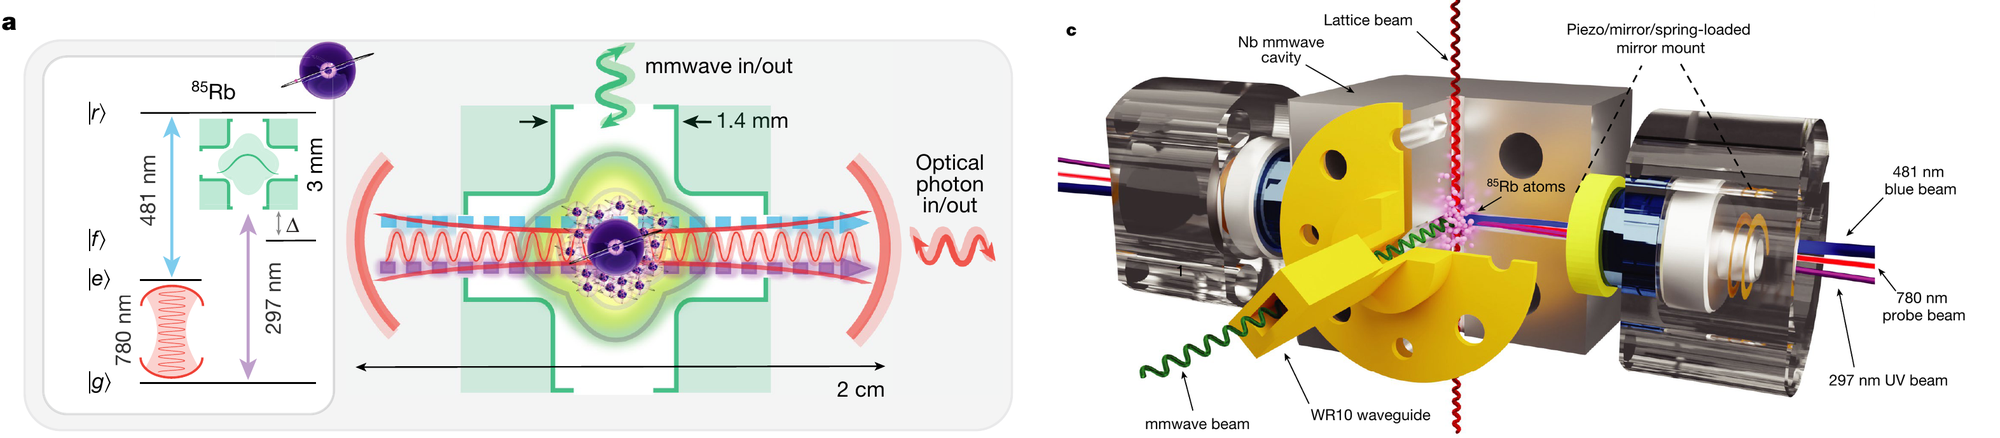 a
⁸⁵Rb
|r⟩
481 nm
3 mm
Δ
|f⟩
|e⟩
780 nm
297 nm
|g⟩
mmwave in/out
1.4 mm
Optical
photon
in/out
2 cm
c
Lattice beam
Nb mmwave
cavity
Piezo/mirror/spring-loaded
mirror mount
⁸⁵Rb atoms
481 nm
blue beam
780 nm
probe beam
297 nm UV beam
WR10 waveguide
mmwave beam